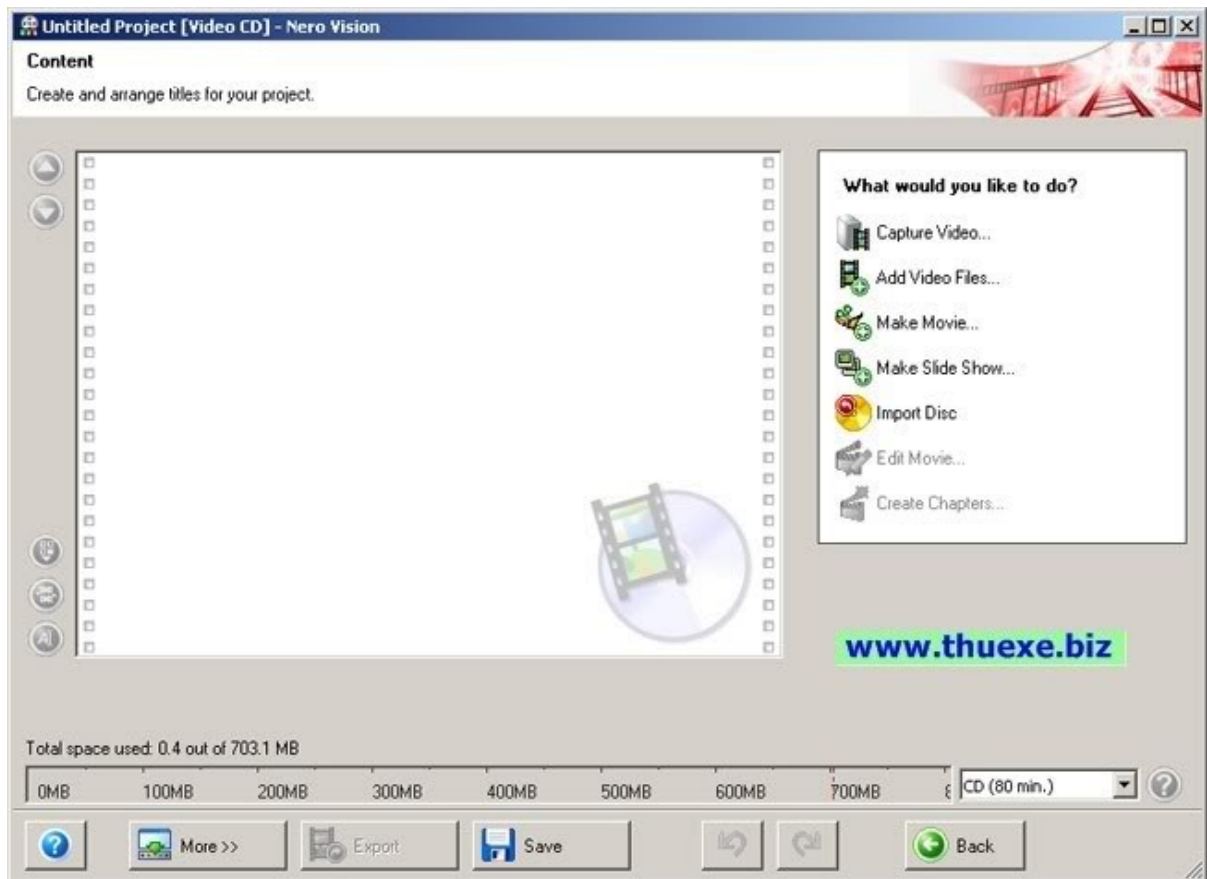 Untitled Project [Video CD] - Nero Vision
Content
Create and arrange titles for your project.
What would you like to do?
Capture Video...
Add Video Files...
Make Movie...
Make Slide Show...
Import Disc
Edit Movie...
Create Chapters...
www.thuexe.biz
Total space used: 0.4 out of 703.1 MB
0MB 100MB 200MB 300MB 400MB 500MB 600MB 700MB 8 CD (80 min.)
More >> Export Save Back